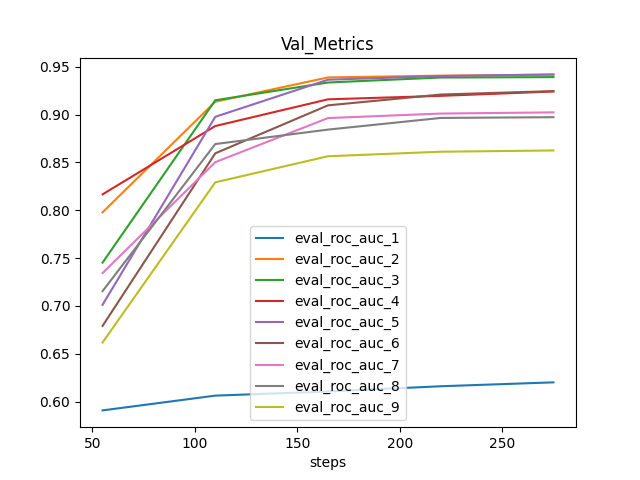 Val_Metrics
0.95
0.90
0.85
0.80
0.75
0.70
0.65
0.60
eval_roc_auc_1
eval_roc_auc_2
eval_roc_auc_3
eval_roc_auc_4
eval_roc_auc_5
eval_roc_auc_6
eval_roc_auc_7
eval_roc_auc_8
eval_roc_auc_9
50 100 150 200 250
steps